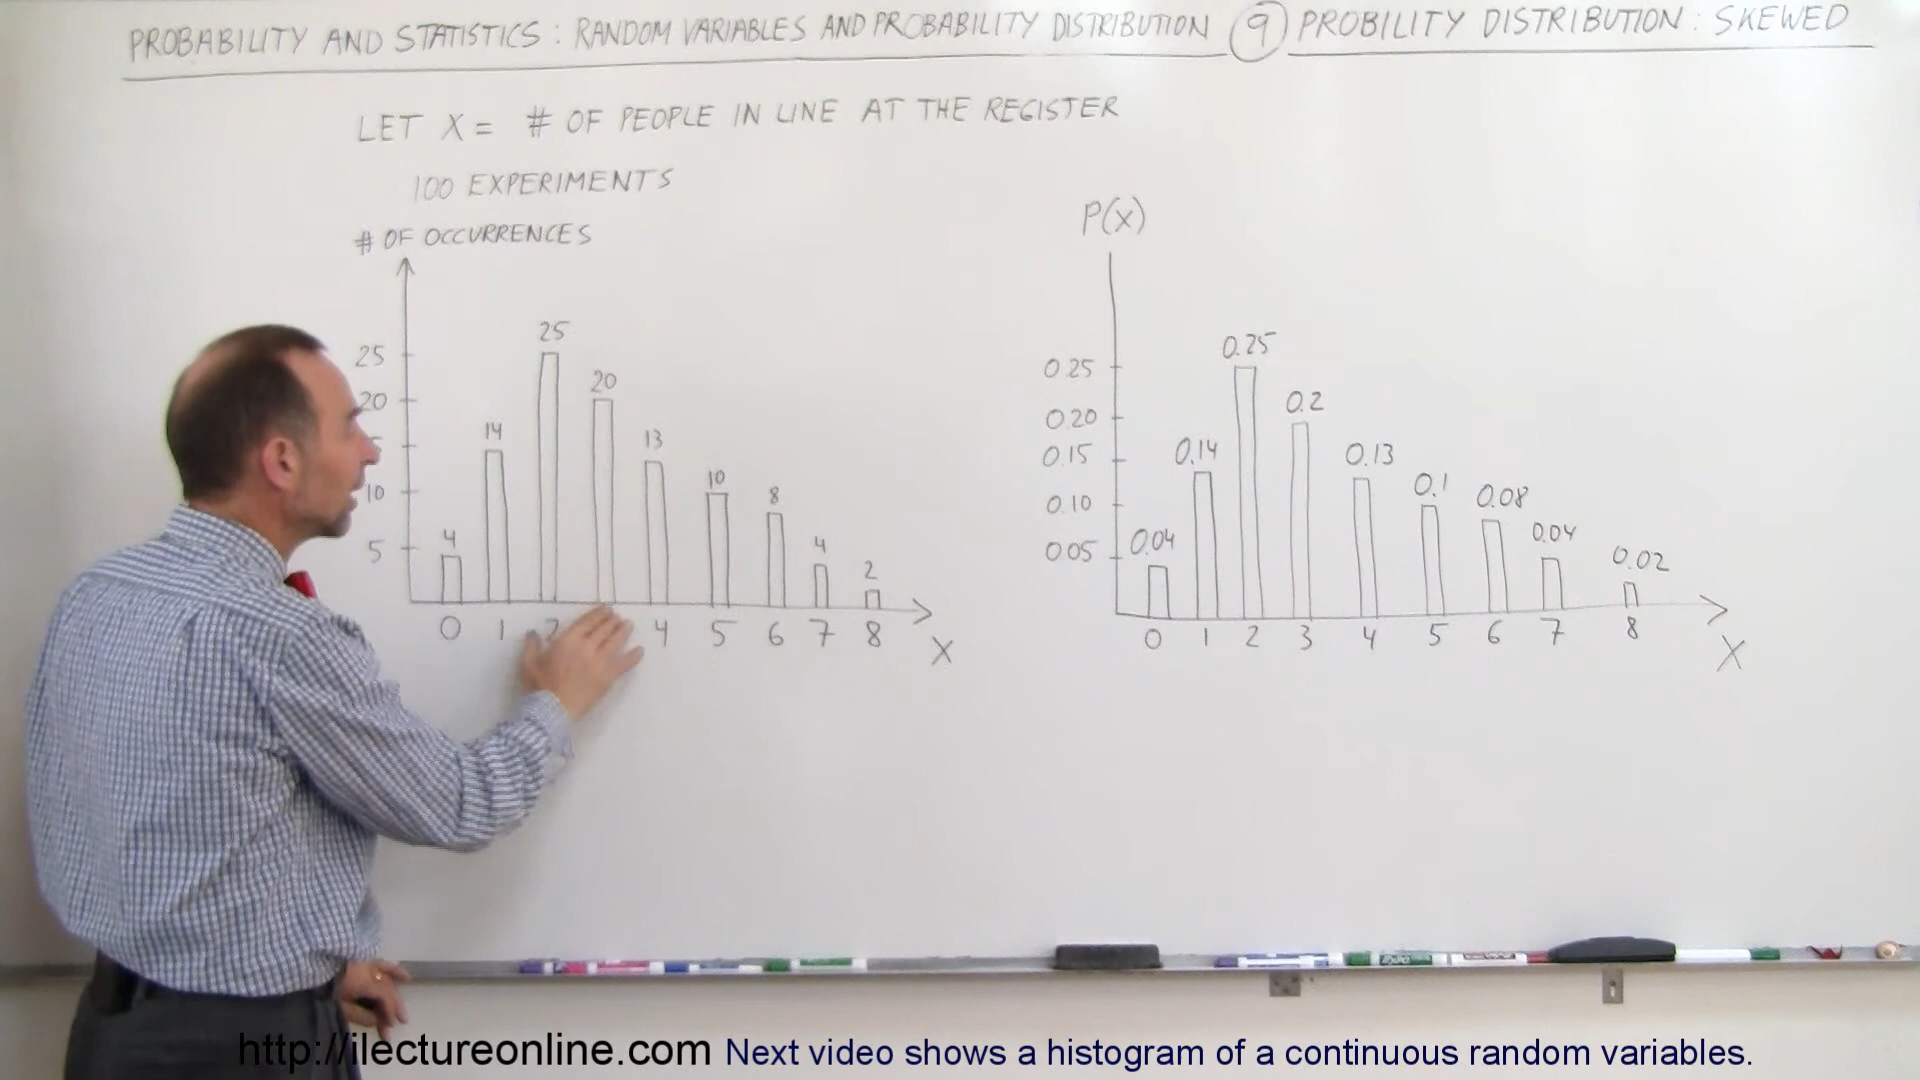 PROBABILITY AND STATISTICS : RANDOM VARIABLES AND PROBABILITY DISTRIBUTION 9 PROBILITY DISTRIBUTION : SKEWED
LET X = # OF PEOPLE IN LINE AT THE REGISTER
100 EXPERIMENTS
# OF OCCURRENCES
25
20
5
10
5
4
14
25
20
13
10
8
4
2
0 1 2 4 5 6 7 8
X
P(X)
0.25
0.20
0.15
0.10
0.05
0.04
0.14
0.25
0.2
0.13
0.1
0.08
0.04
0.02
0 1 2 3 4 5 6 7 8
X
http://ilectureonline.com Next video shows a histogram of a continuous random variables.